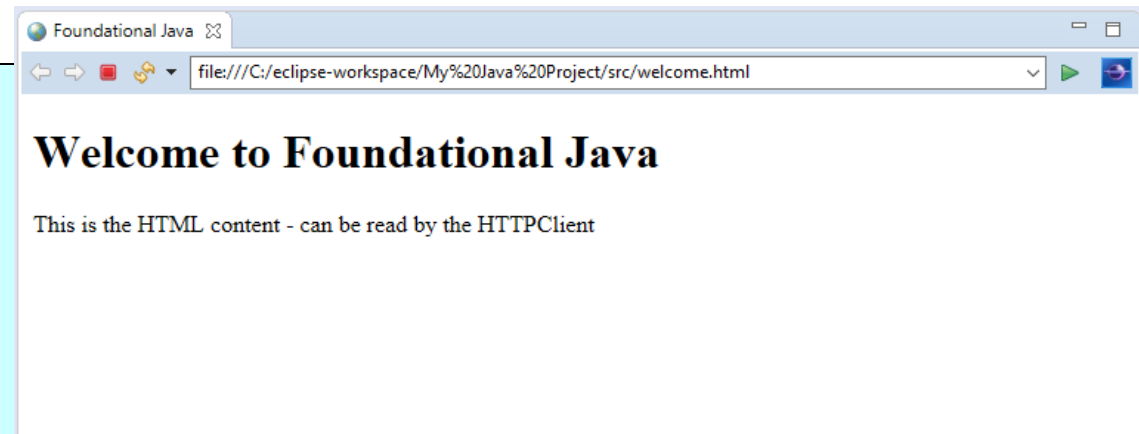 Foundational Java
file:///C:/eclipse-workspace/My%20Java%20Project/src/welcome.html
Welcome to Foundational Java
This is the HTML content - can be read by the HTTPClient